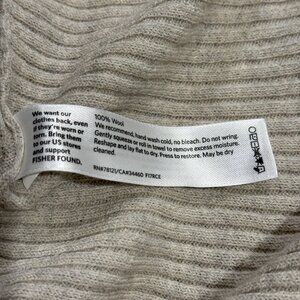 We want our
clothes back, even
if they're worn or
torn. Bring them
to our US stores
and support
FISHER FOUND.
100% Wool
We recommend, hand wash cold, no bleach. Do not wring.
Gently squeeze or roll in towel to remove excess moisture.
Reshape and lay flat to dry. Press to restore. May be dry
cleaned.
RN#78121/CA#34460 F17RCE